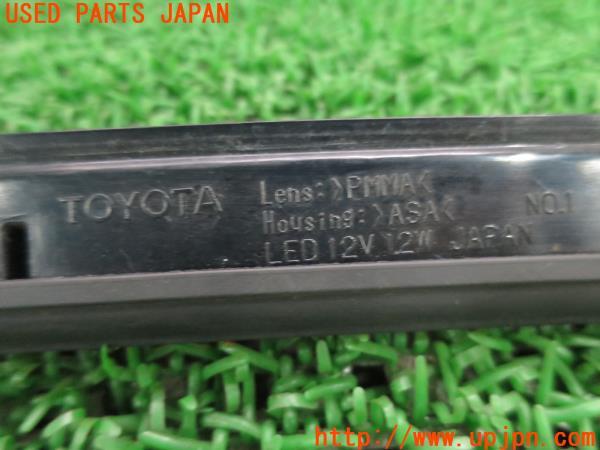 USED PARTS JAPAN
TOYOTA Lens:>PMMA<
Housing:>ASA< NO.1
LED 12V 12W JAPAN
http://www.upjpn.com